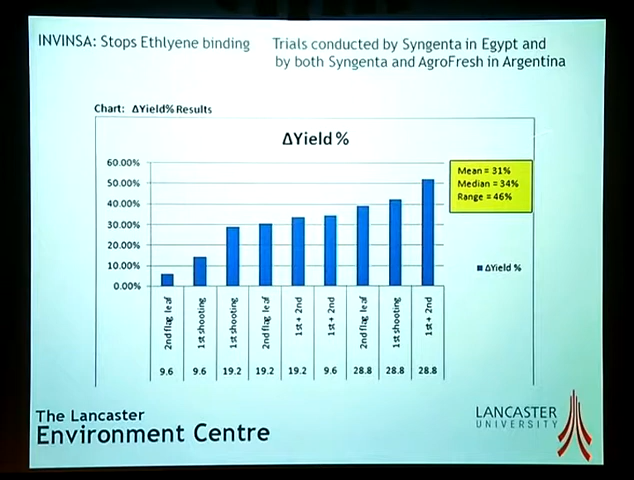 INVINSA: Stops Ethlyene binding
Trials conducted by Syngenta in Egypt and
by both Syngenta and AgroFresh in Argentina
Chart: ΔYield% Results
ΔYield %
60.00%
50.00%
40.00%
30.00%
20.00%
10.00%
0.00%
Mean = 31%
Median = 34%
Range = 46%
ΔYield %
2nd flag leaf
1st shooting
1st shooting
2nd flag leaf
1st + 2nd
1st + 2nd
2nd flag leaf
1st shooting
1st + 2nd
9.6 9.6 19.2 19.2 19.2 9.6 28.8 28.8 28.8
The Lancaster
Environment Centre
LANCASTER
UNIVERSITY